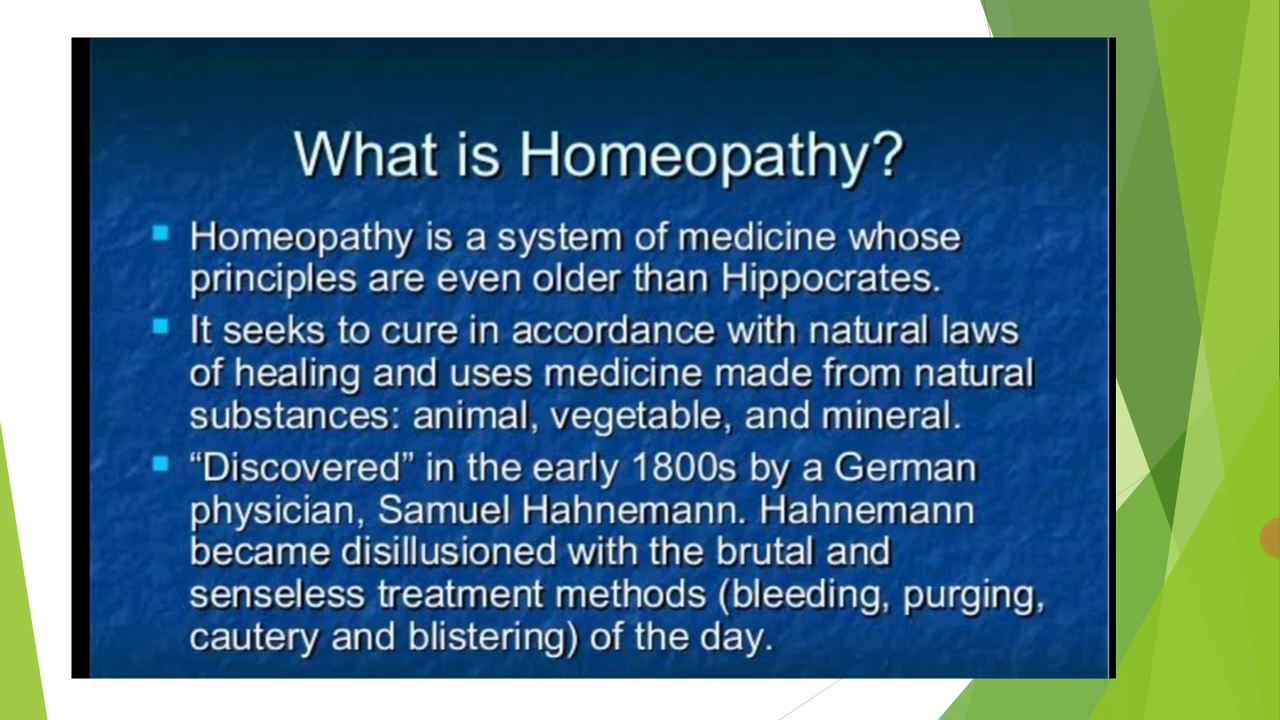 What is Homeopathy?
Homeopathy is a system of medicine whose
principles are even older than Hippocrates.
It seeks to cure in accordance with natural laws
of healing and uses medicine made from natural
substances: animal, vegetable, and mineral.
“Discovered” in the early 1800s by a German
physician, Samuel Hahnemann. Hahnemann
became disillusioned with the brutal and
senseless treatment methods (bleeding, purging,
cautery and blistering) of the day.